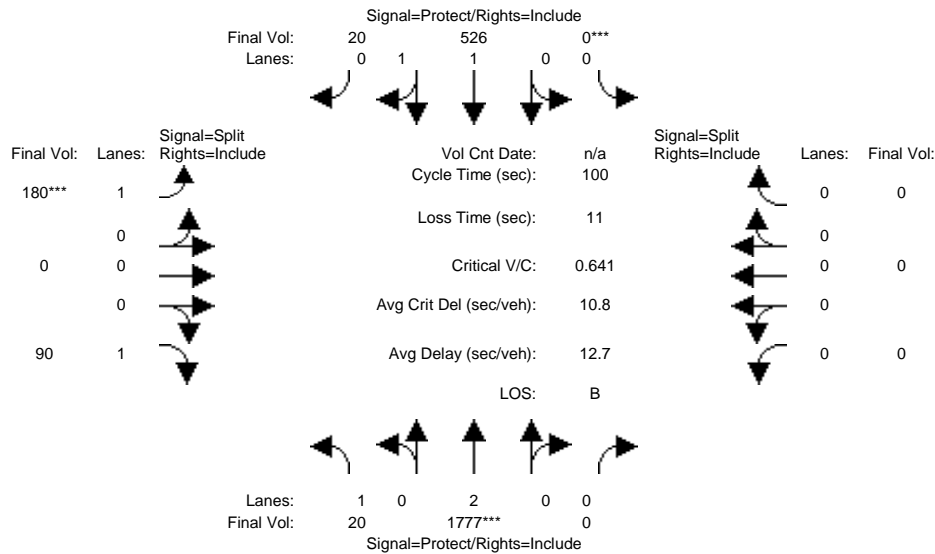 Signal=Protect/Rights=Include
Final Vol: 20 526 0***
Lanes: 0 1 1 0 0
Signal=Split Signal=Split
Final Vol: Lanes: Rights=Include Vol Cnt Date: n/a Rights=Include Lanes: Final Vol:
Cycle Time (sec): 100
180*** 1 0 0
Loss Time (sec): 11
0 0
0 0 Critical V/C: 0.641 0 0
0 Avg Crit Del (sec/veh): 10.8 0
90 1 Avg Delay (sec/veh): 12.7 0 0
LOS: B
Lanes: 1 0 2 0 0
Final Vol: 20 1777*** 0
Signal=Protect/Rights=Include